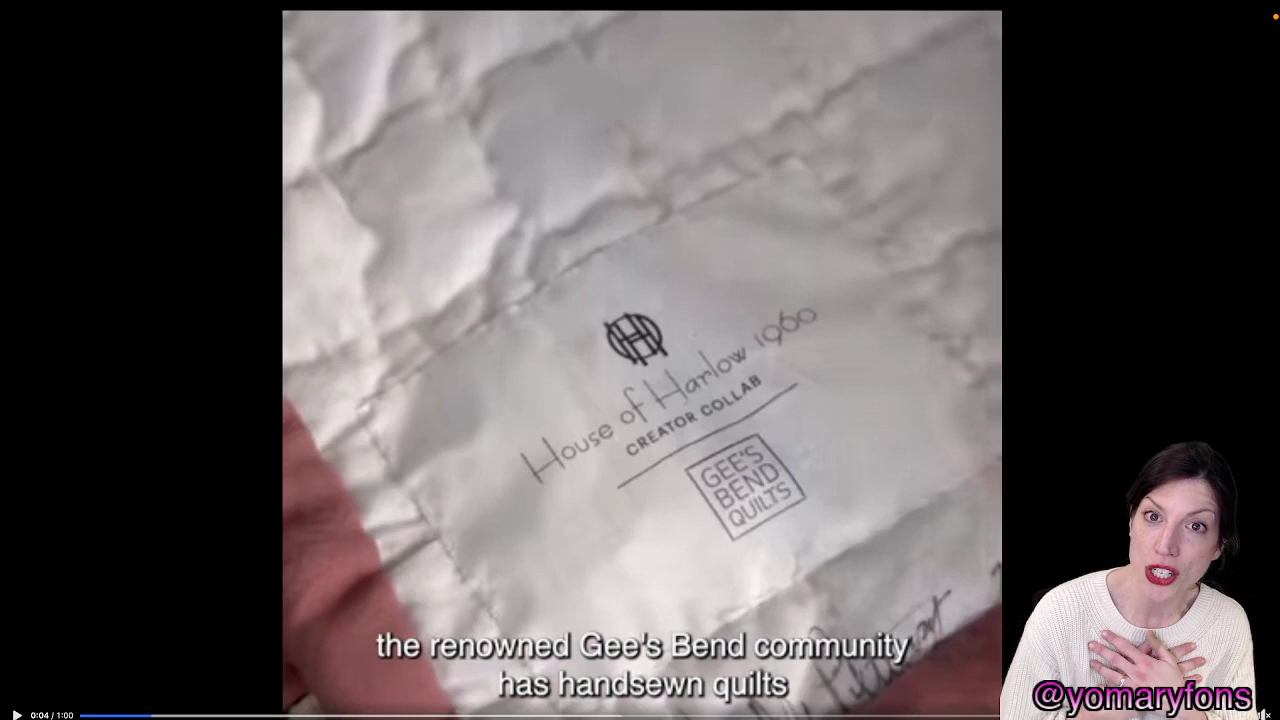 House of Harlow 1960
CREATOR COLLAB
GEE'S
BEND
QUILTS
the renowned Gee's Bend community
has handsewn quilts
@yomaryfons
0:04 / 1:00